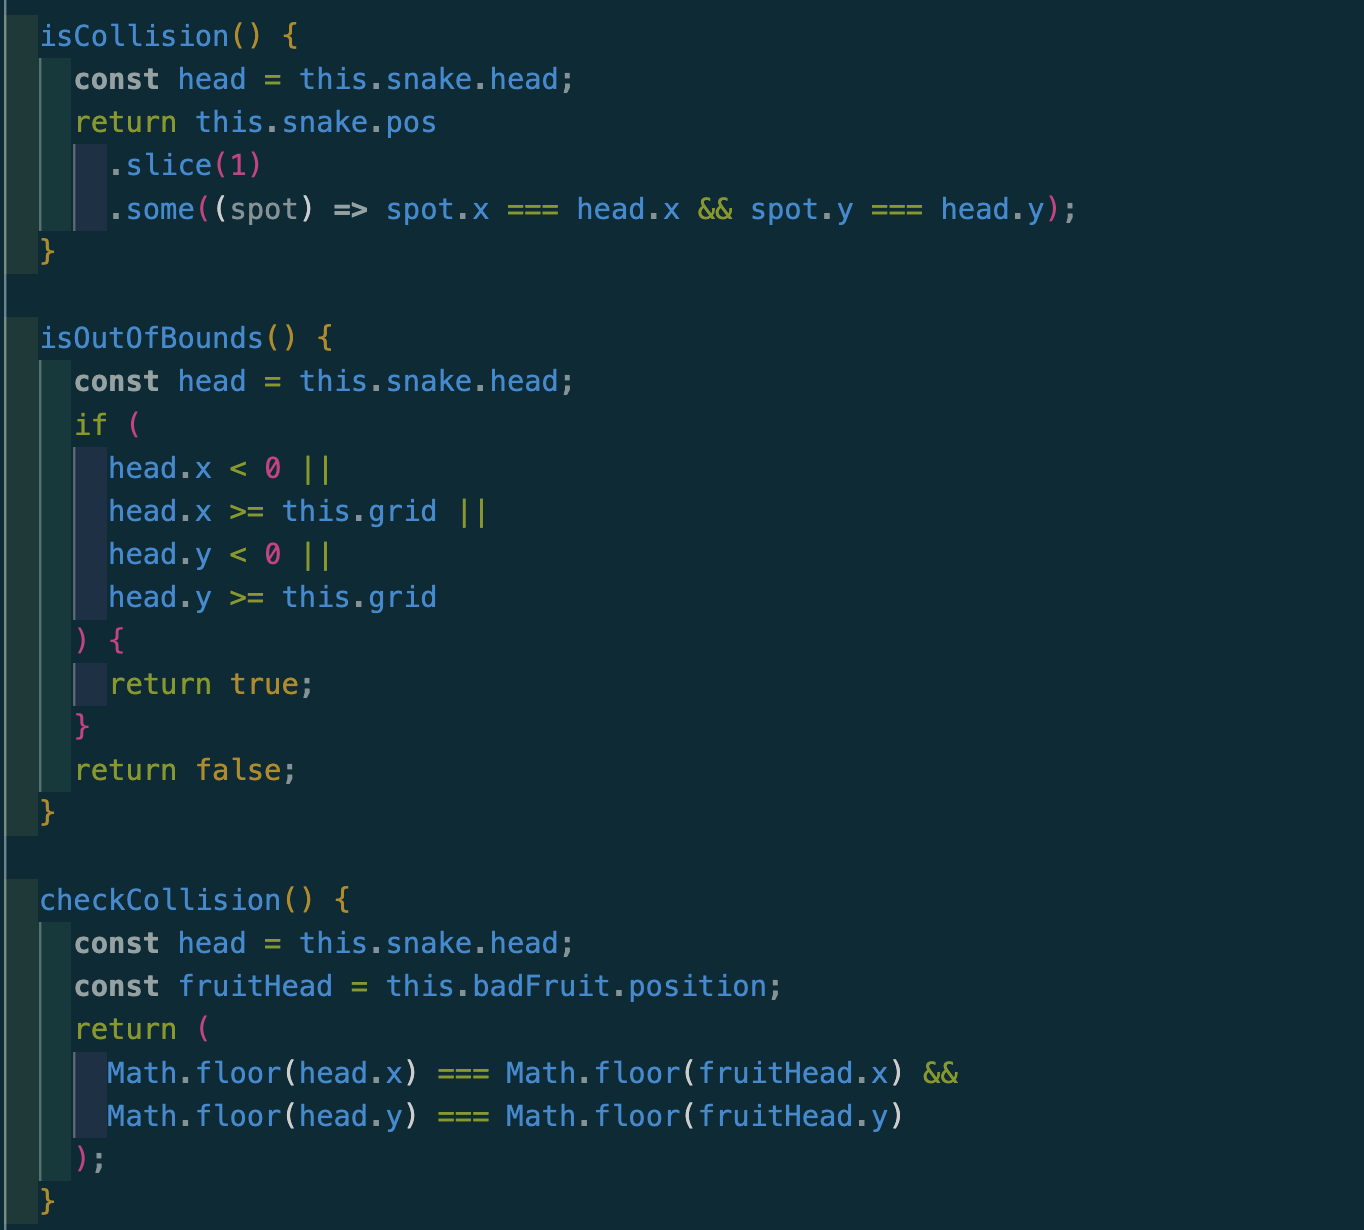 isCollision() {
const head = this.snake.head;
return this.snake.pos
.slice(1)
.some((spot) => spot.x === head.x && spot.y === head.y);
}
isOutOfBounds() {
const head = this.snake.head;
if (
head.x < 0 ||
head.x >= this.grid ||
head.y < 0 ||
head.y >= this.grid
) {
return true;
}
return false;
}
checkCollision() {
const head = this.snake.head;
const fruitHead = this.badFruit.position;
return (
Math.floor(head.x) === Math.floor(fruitHead.x) &&
Math.floor(head.y) === Math.floor(fruitHead.y)
);
}